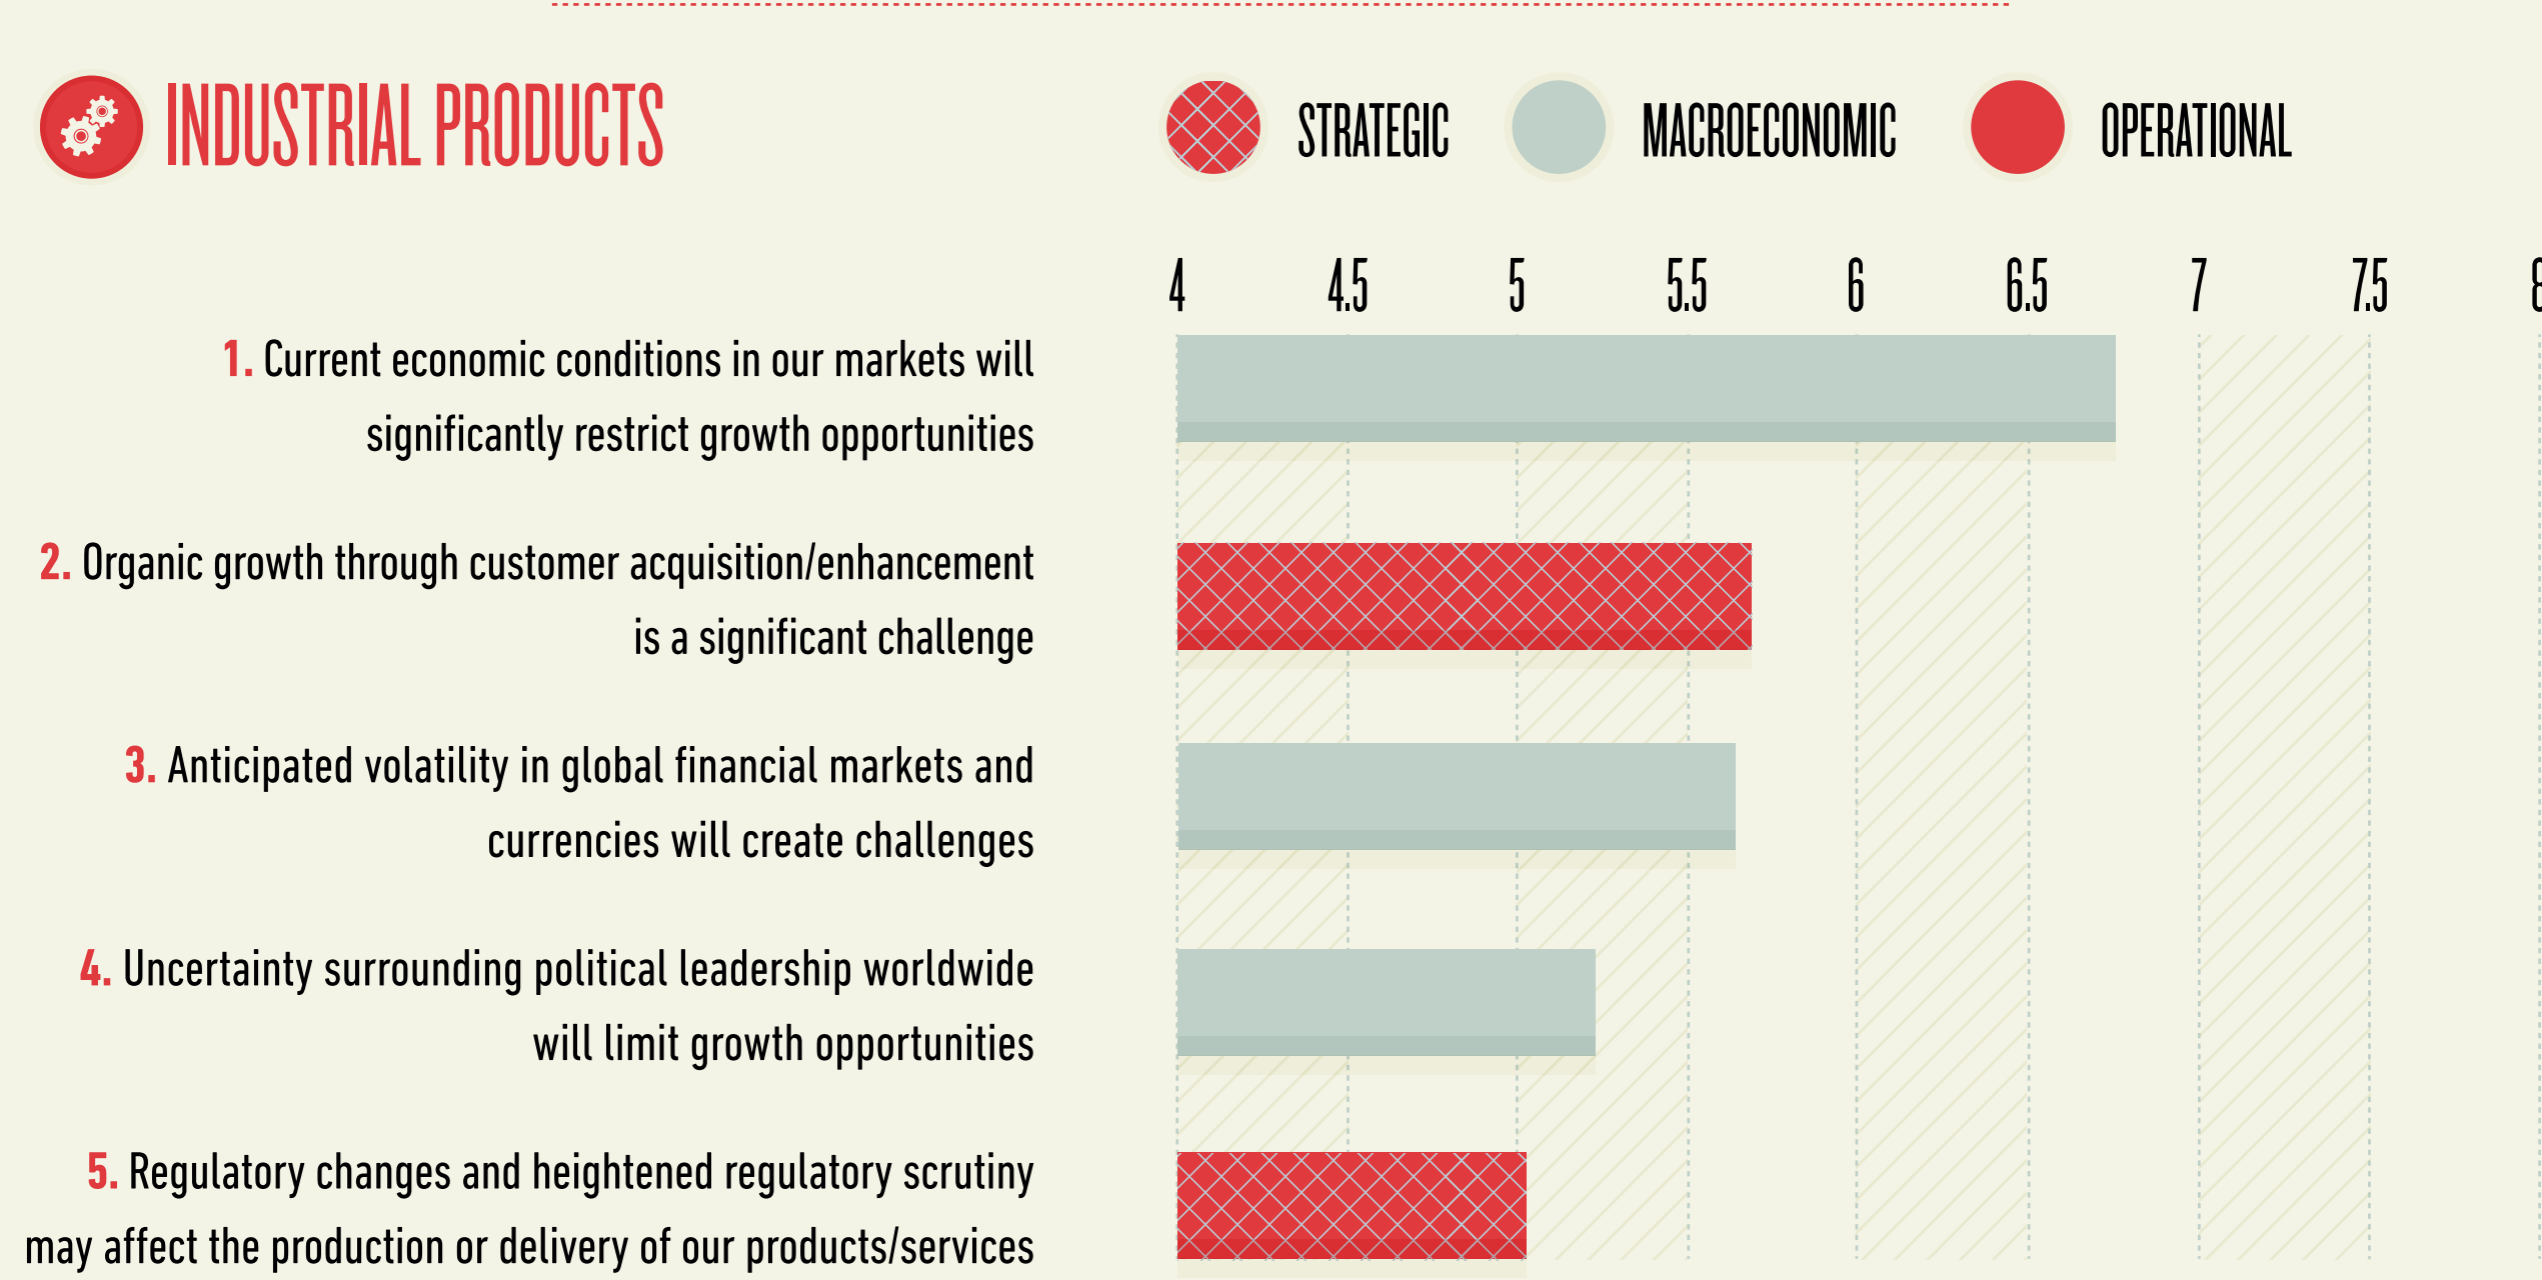 INDUSTRIAL PRODUCTS
STRATEGIC
MACROECONOMIC
OPERATIONAL
4 4.5 5 5.5 6 6.5 7 7.5 8
1. Current economic conditions in our markets will
significantly restrict growth opportunities
2. Organic growth through customer acquisition/enhancement
is a significant challenge
3. Anticipated volatility in global financial markets and
currencies will create challenges
4. Uncertainty surrounding political leadership worldwide
will limit growth opportunities
5. Regulatory changes and heightened regulatory scrutiny
may affect the production or delivery of our products/services